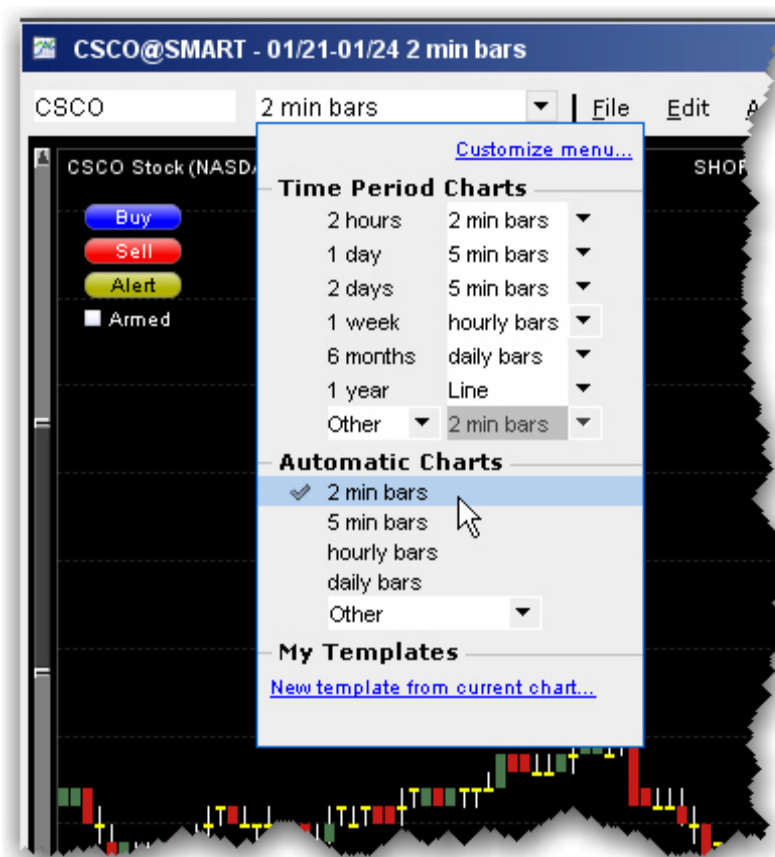 CSCO@SMART - 01/21-01/24 2 min bars
CSCO 2 min bars File Edit
Customize menu...
CSCO Stock (NASDA
Time Period Charts
Buy
2 hours 2 min bars
Sell
1 day 5 min bars
Alert
2 days 5 min bars
Armed
1 week hourly bars
6 months daily bars
1 year Line
Other 2 min bars
Automatic Charts
2 min bars
5 min bars
hourly bars
daily bars
Other
My Templates
New template from current chart...